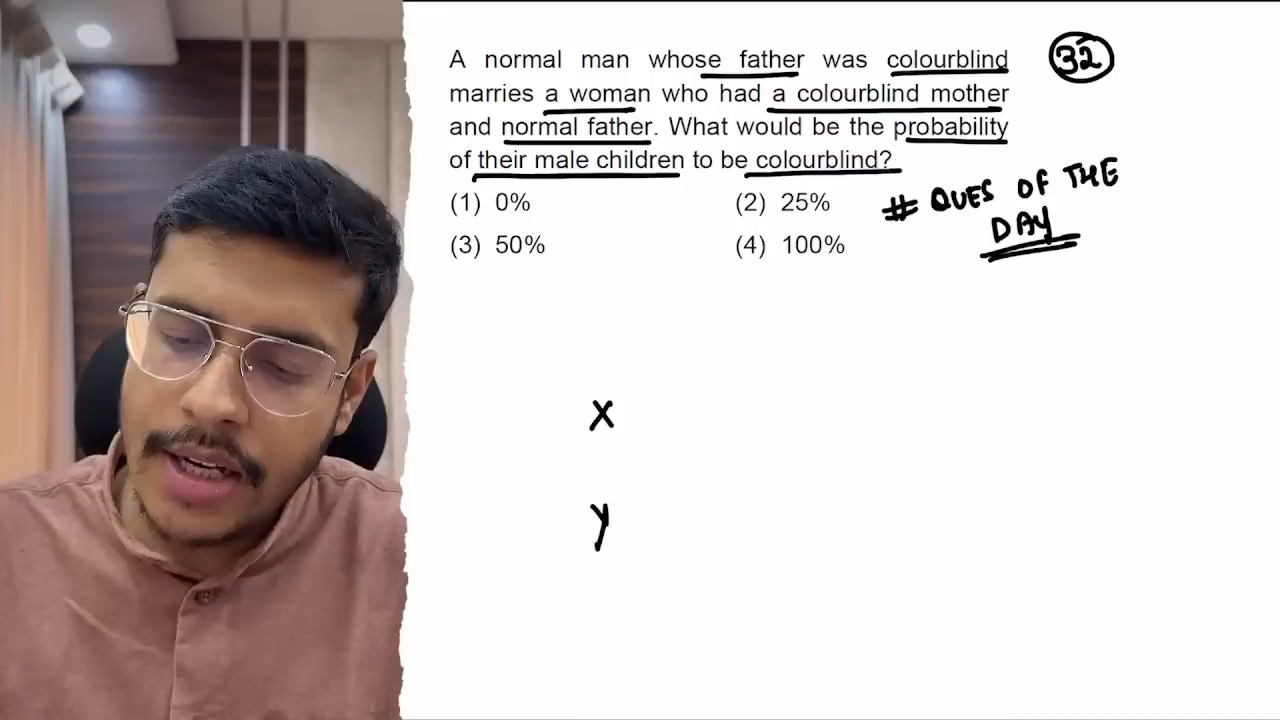 A normal man whose father was colourblind
marries a woman who had a colourblind mother
and normal father. What would be the probability
of their male children to be colourblind?
(1) 0% (2) 25%
(3) 50% (4) 100%
32
# QUES OF THE
DAY
X
y